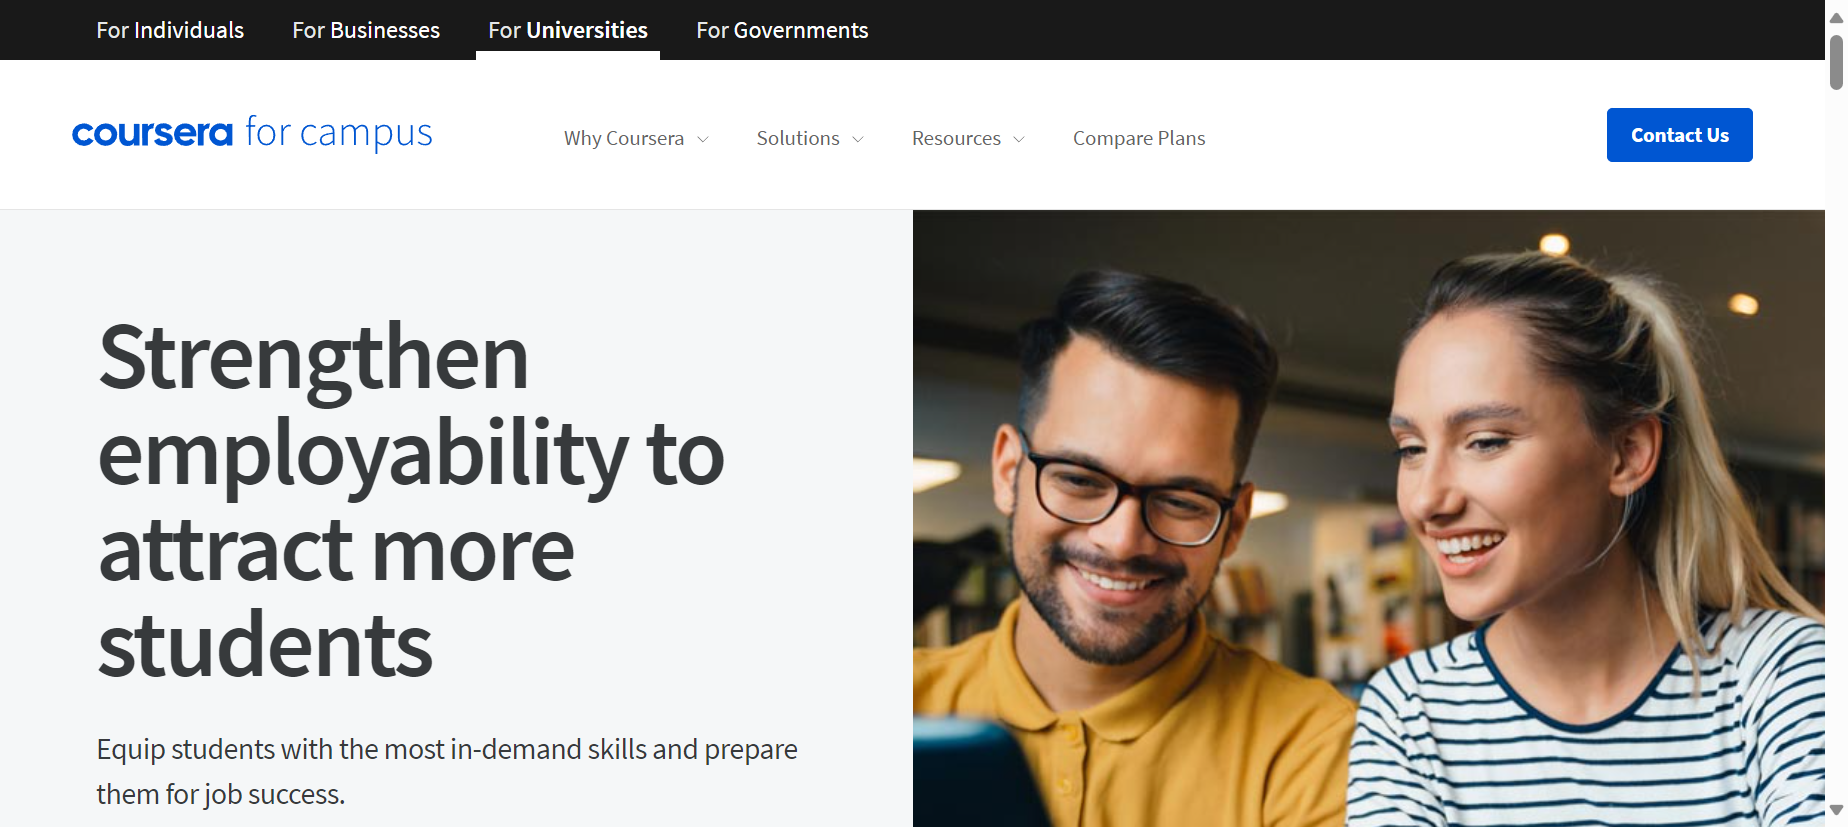 For Individuals For Businesses For Universities For Governments
coursera for campus Why Coursera Solutions Resources Compare Plans Contact Us
Strengthen
employability to
attract more
students
Equip students with the most in-demand skills and prepare
them for job success.